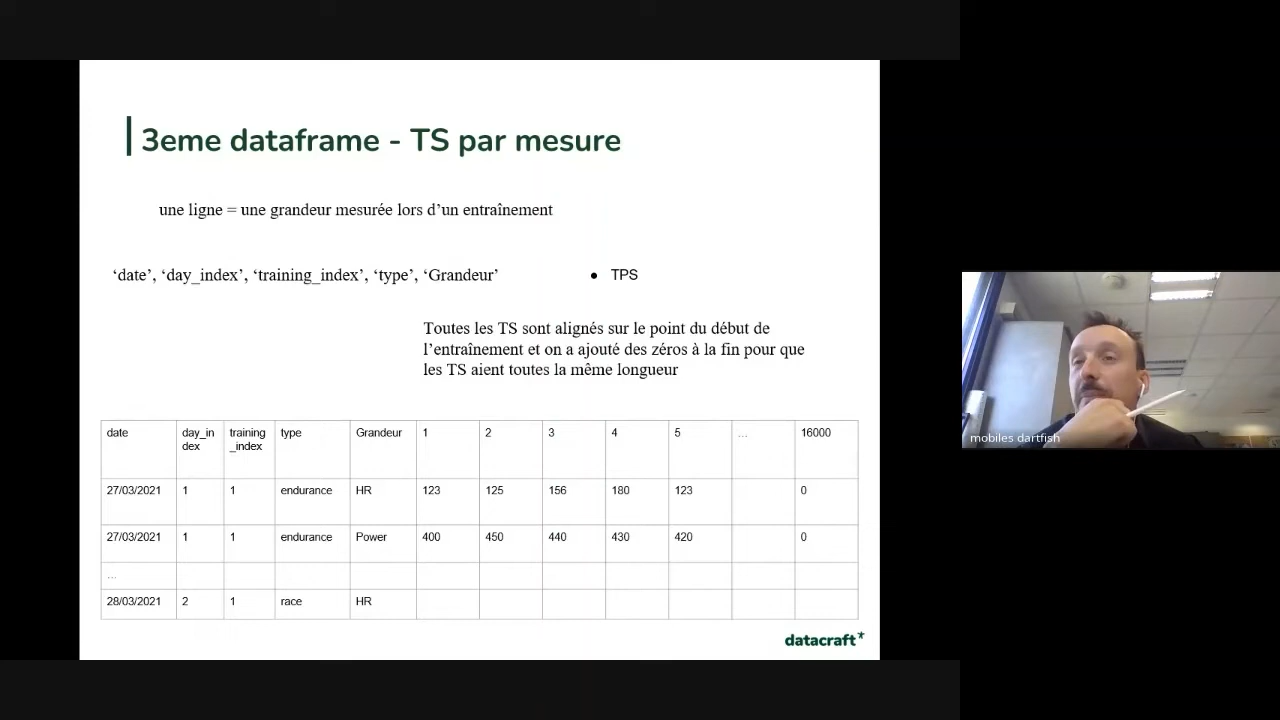 3eme dataframe - TS par mesure
une ligne = une grandeur mesurée lors d’un entraînement
‘date’, ‘day_index’, ‘training_index’, ‘type’, ‘Grandeur’
● TPS
Toutes les TS sont alignés sur le point du début de
l’entraînement et on a ajouté des zéros à la fin pour que
les TS aient toutes la même longueur
date day_in training type Grandeur 1 2 3 4 5 ... 16000
dex _index
27/03/2021 1 1 endurance HR 123 125 156 180 123 0
27/03/2021 1 1 endurance Power 400 450 440 430 420 0
...
28/03/2021 2 1 race HR
datacraft*
mobiles dartfish